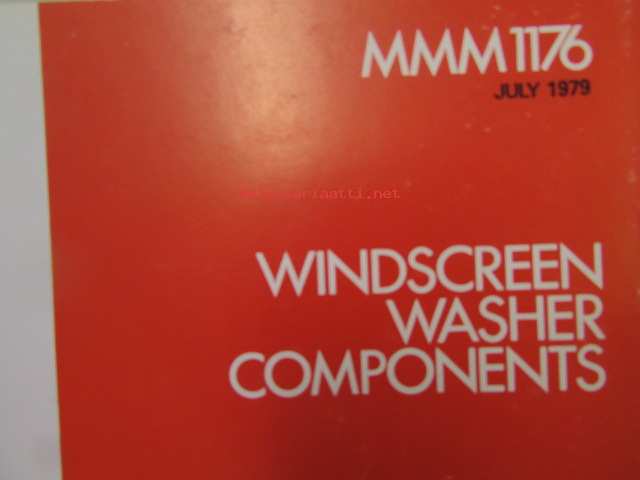 MMM 1176
JULY 1979
WINDSCREEN
WASHER
COMPONENTS